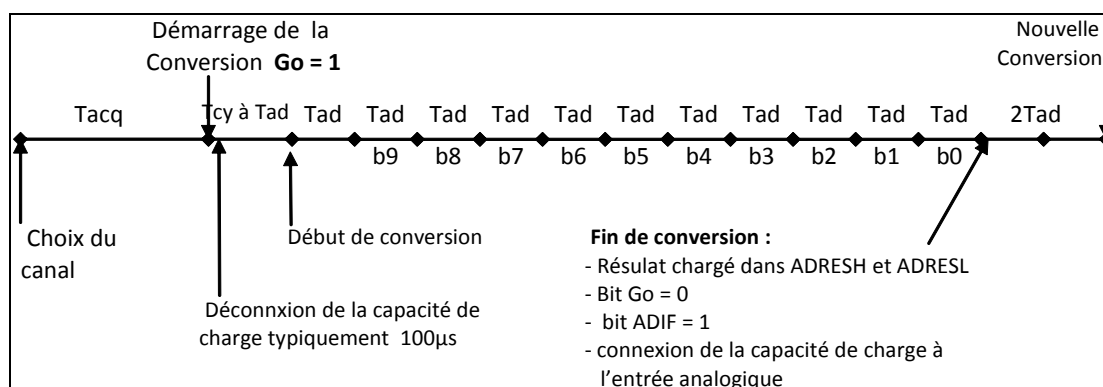 Démarrage de la
Conversion Go = 1
Nouvelle
Conversion
Tacq
Tcy à Tad
Tad
Tad
Tad
Tad
Tad
Tad
Tad
Tad
Tad
Tad
Tad
2Tad
b9
b8
b7
b6
b5
b4
b3
b2
b1
b0
Choix du
canal
Début de conversion
Déconnxion de la capacité de
charge typiquement 100µs
Fin de conversion :
- Résulat chargé dans ADRESH et ADRESL
- Bit Go = 0
- bit ADIF = 1
- connexion de la capacité de charge à
l'entrée analogique